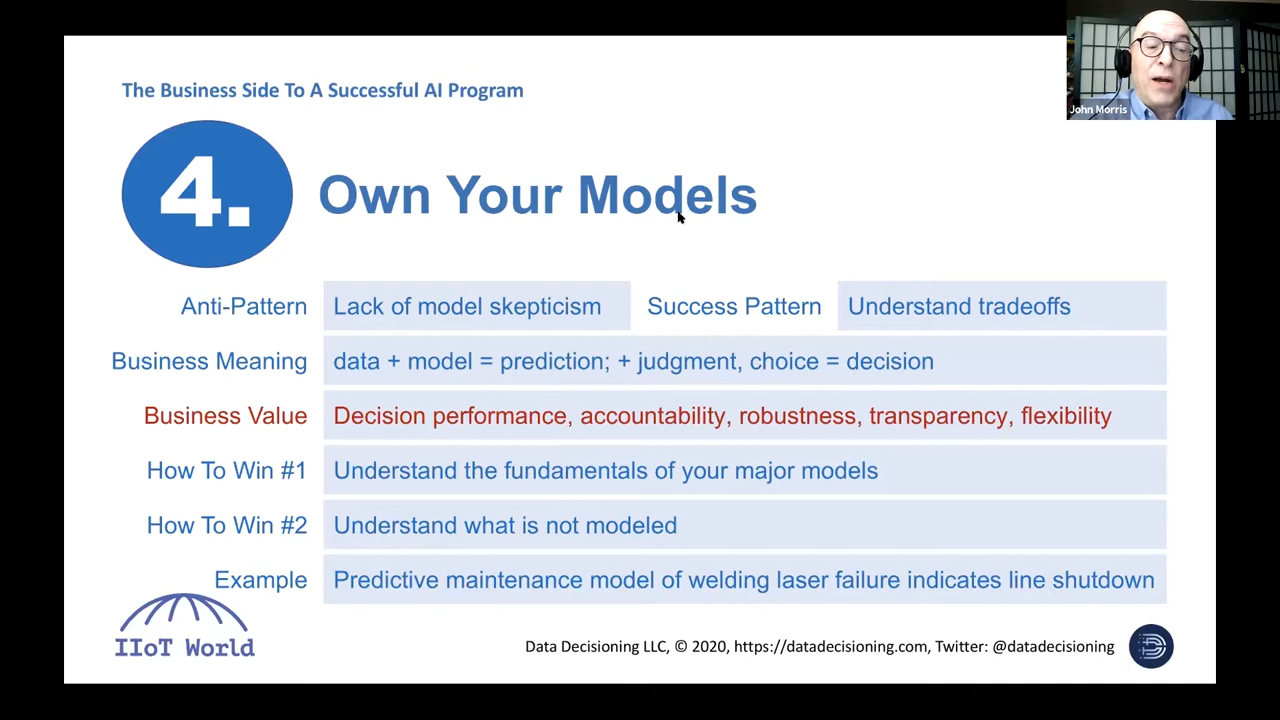 The Business Side To A Successful AI Program
John Morris
4.
Own Your Models
Anti-Pattern
Lack of model skepticism
Success Pattern
Understand tradeoffs
Business Meaning
data + model = prediction; + judgment, choice = decision
Business Value
Decision performance, accountability, robustness, transparency, flexibility
How To Win #1
Understand the fundamentals of your major models
How To Win #2
Understand what is not modeled
Example
Predictive maintenance model of welding laser failure indicates line shutdown
IIoT World
Data Decisioning LLC, © 2020, https://datadecisioning.com, Twitter: @datadecisioning